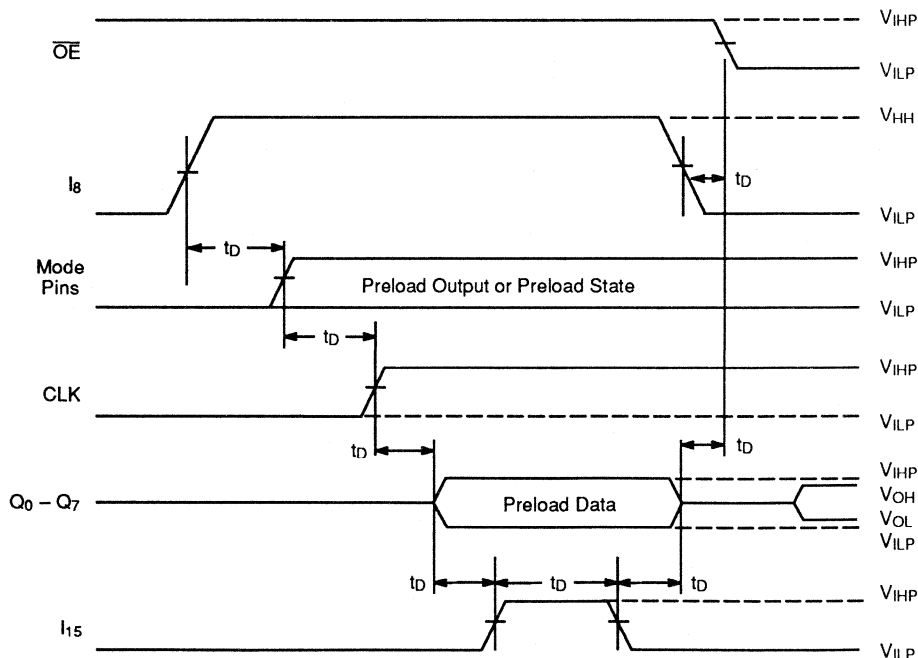 V_IHP
O̅E̅
V_ILP
V_HH
I_8
t_D
V_ILP
t_D
Mode
Pins
V_IHP
Preload Output or Preload State
V_ILP
t_D
V_IHP
CLK
V_ILP
t_D
t_D
V_IHP
Q_0 – Q_7
Preload Data
V_OH
V_OL
V_ILP
t_D
t_D
t_D
V_IHP
I_15
V_ILP